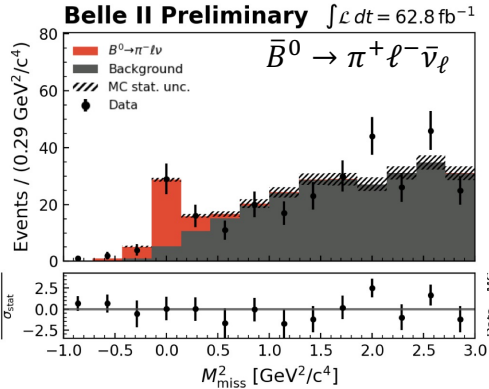 Belle II Preliminary ∫ℒ dt = 62.8 fb⁻¹
B̄⁰ → π⁺ ℓ⁻ ν̄ℓ
B⁰→π⁻ℓν
Background
MC stat. unc.
Data
Events / (0.29 GeV²/c⁴)
80
60
40
20
0
σstat
2.5
0.0
−2.5
−1.0 −0.5 0.0 0.5 1.0 1.5 2.0 2.5 3.0
M²miss [GeV²/c⁴]